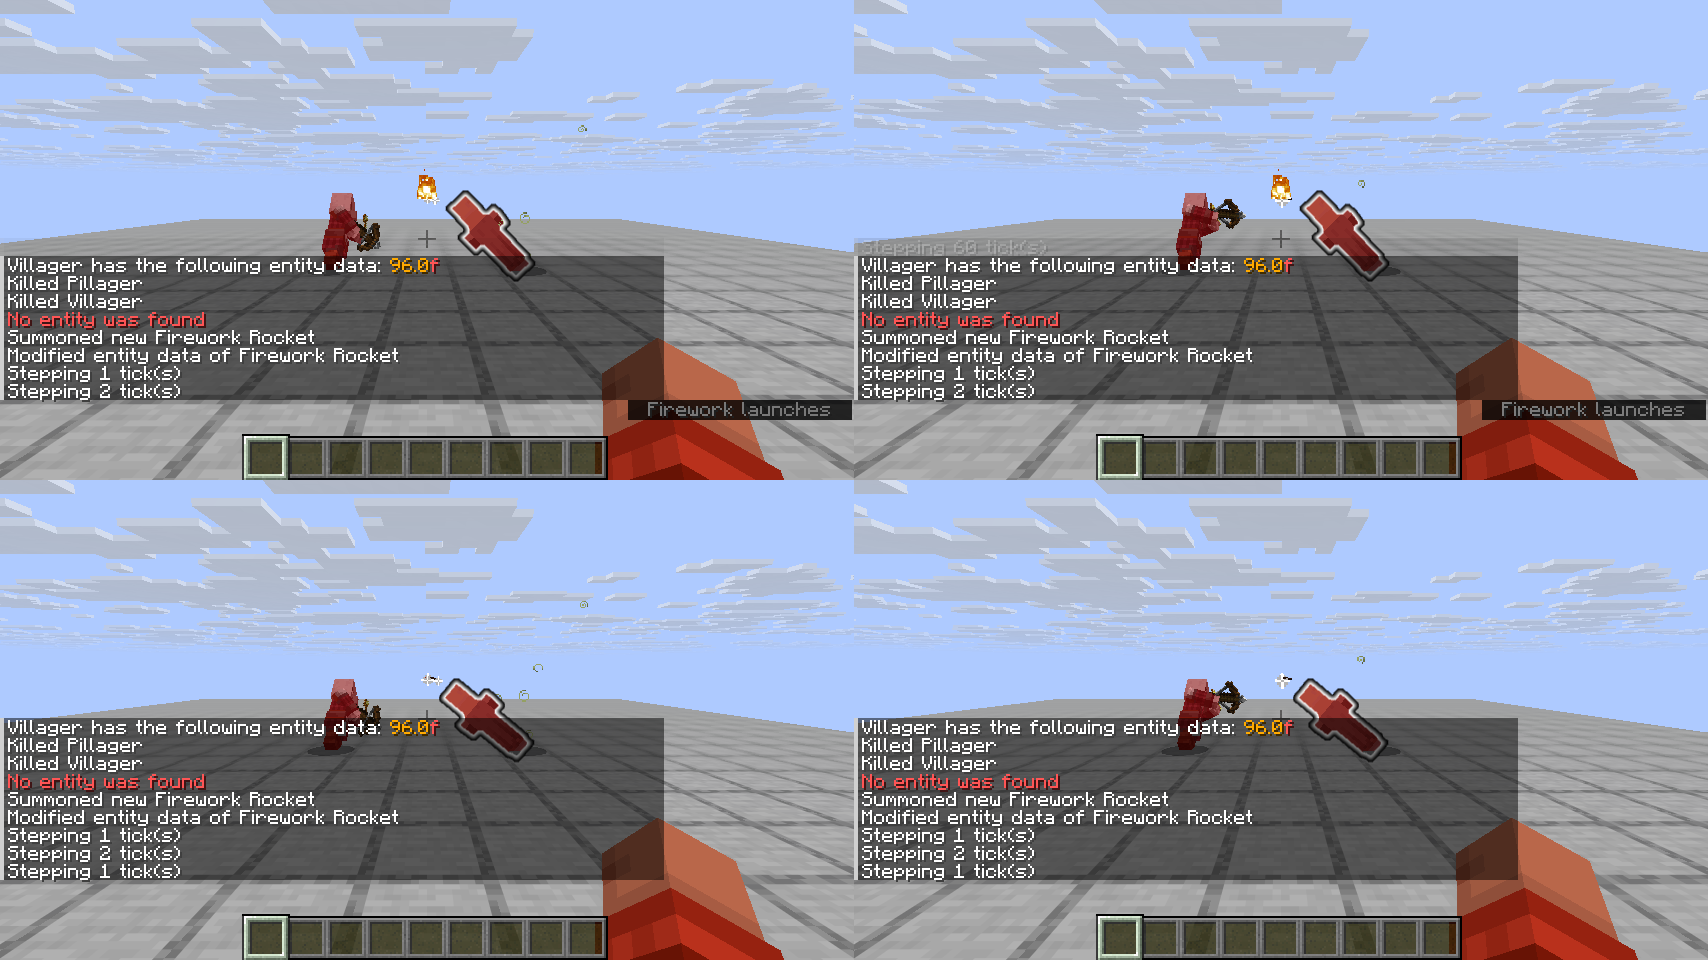 Villager has the following entity data: 96.0f
Killed Pillager
Killed Villager
No entity was found
Summoned new Firework Rocket
Modified entity data of Firework Rocket
Stepping 1 tick(s)
Stepping 2 tick(s)
Firework launches
Stepping 60 tick(s)
Villager has the following entity data: 96.0f
Killed Pillager
Killed Villager
No entity was found
Summoned new Firework Rocket
Modified entity data of Firework Rocket
Stepping 1 tick(s)
Stepping 2 tick(s)
Firework launches
Villager has the following entity data: 96.0f
Killed Pillager
Killed Villager
No entity was found
Summoned new Firework Rocket
Modified entity data of Firework Rocket
Stepping 1 tick(s)
Stepping 2 tick(s)
Stepping 1 tick(s)
Villager has the following entity data: 96.0f
Killed Pillager
Killed Villager
No entity was found
Summoned new Firework Rocket
Modified entity data of Firework Rocket
Stepping 1 tick(s)
Stepping 2 tick(s)
Stepping 1 tick(s)